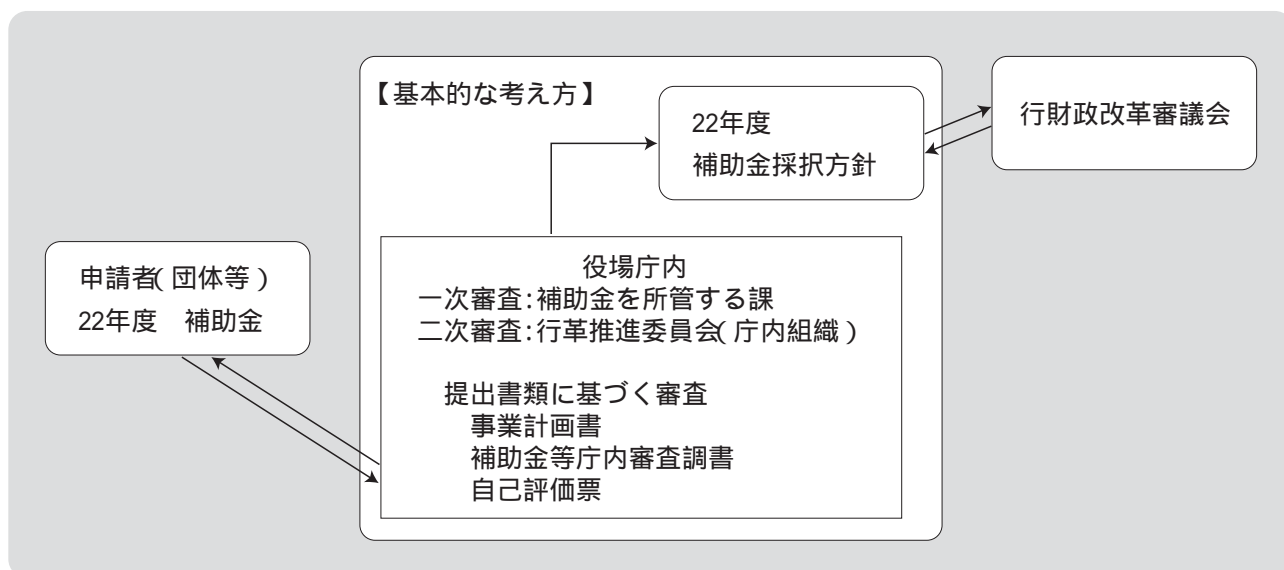 【基本的な考え方】
22年度
補助金採択方針
行財政改革審議会
申請者(団体等)
22年度 補助金
役場庁内
一次審査:補助金を所管する課
二次審査:行革推進委員会(庁内組織)
提出書類に基づく審査
事業計画書
補助金等庁内審査調書
自己評価票